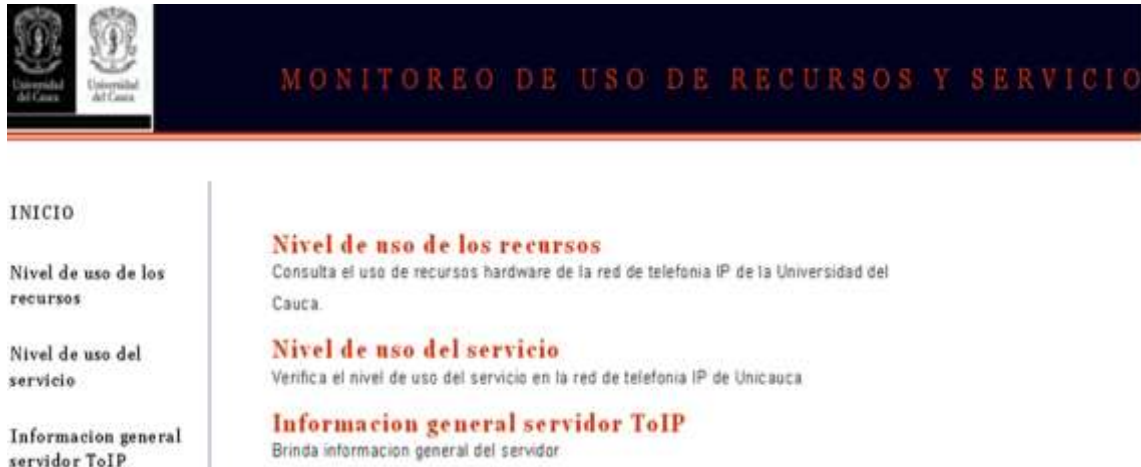 Universidad
del Cauca
Universidad
del Cauca
MONITOREO DE USO DE RECURSOS Y SERVICIO
INICIO
Nivel de uso de los
recursos
Nivel de uso del
servicio
Informacion general
servidor ToIP
Nivel de uso de los recursos
Consulta el uso de recursos hardware de la red de telefonia IP de la Universidad del
Cauca.
Nivel de uso del servicio
Verifica el nivel de uso del servicio en la red de telefonia IP de Unicauca
Informacion general servidor ToIP
Brinda informacion general del servidor